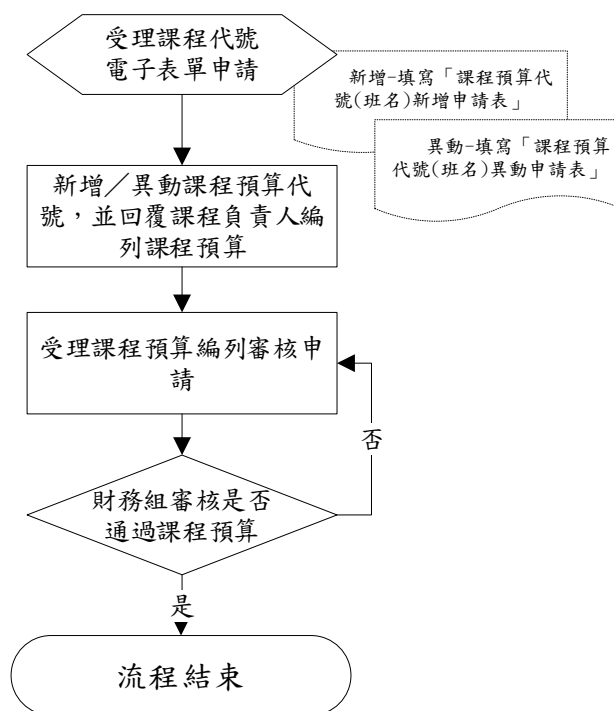 受理課程代號
電子表單申請
新增-填寫「課程預算代
號(班名)新增申請表」
異動-填寫「課程預算
代號(班名)異動申請表」
新增／異動課程預算代
號，並回覆課程負責人編
列課程預算
受理課程預算編列審核申
請
否
財務組審核是否
通過課程預算
是
流程結束